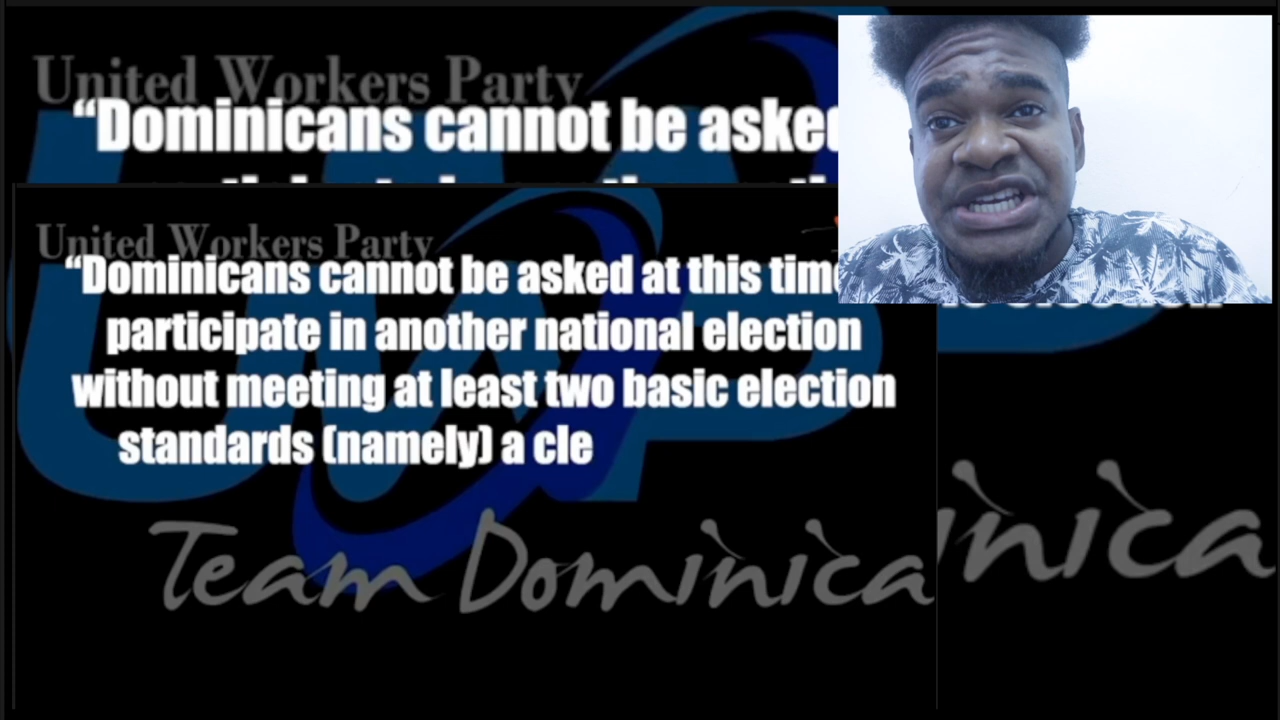 United Workers Party
“Dominicans cannot be asked
United Workers Party
“Dominicans cannot be asked at this time
participate in another national election
without meeting at least two basic election
standards (namely) a cle
UWP
Team Dominica
nica